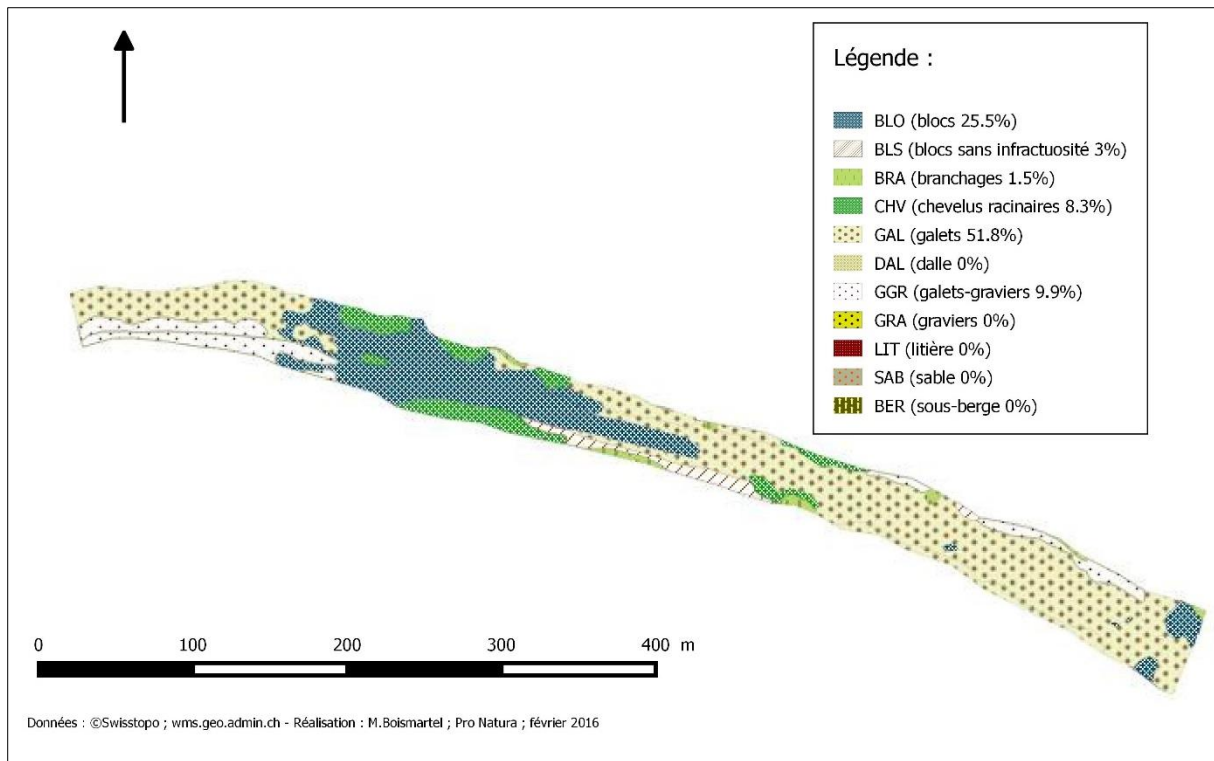 Légende :
BLO (blocs 25.5%)
BLS (blocs sans infractuosité 3%)
BRA (branchages 1.5%)
CHV (chevelus racinaires 8.3%)
GAL (galets 51.8%)
DAL (dalle 0%)
GGR (galets-graviers 9.9%)
GRA (graviers 0%)
LIT (litière 0%)
SAB (sable 0%)
BER (sous-berge 0%)
0 100 200 300 400 m
Données : ©Swisstopo ; wms.geo.admin.ch - Réalisation : M.Boismartel ; Pro Natura ; février 2016